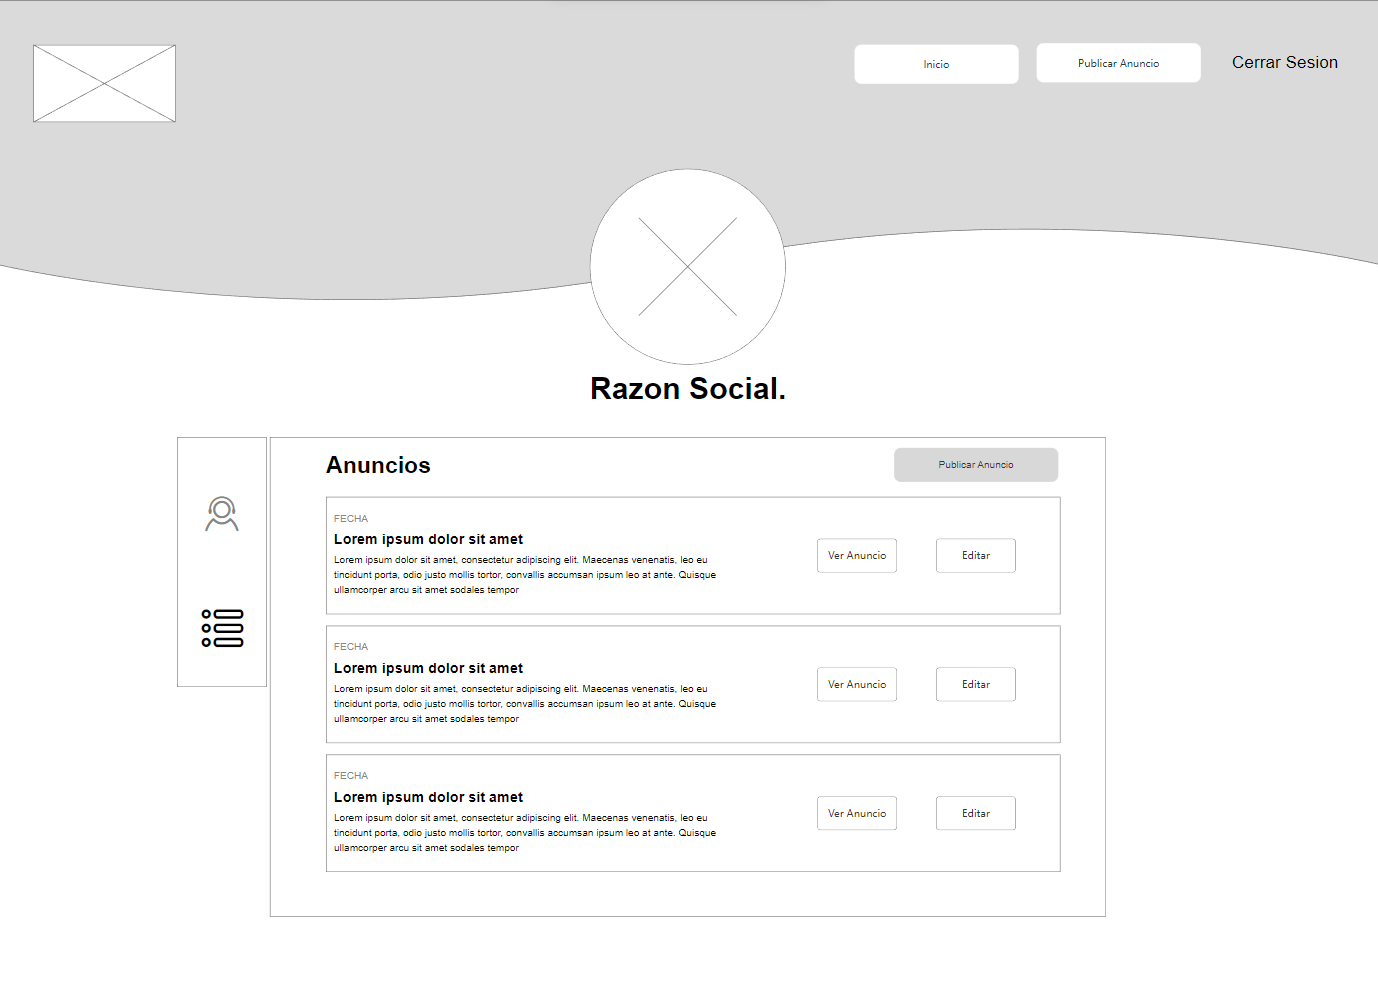 Inicio
Publicar Anuncio
Cerrar Sesion
Razon Social.
Anuncios
Publicar Anuncio
FECHA
Lorem ipsum dolor sit amet
Lorem ipsum dolor sit amet, consectetur adipiscing elit. Maecenas venenatis, leo eu
tincidunt porta, odio justo mollis tortor, convallis accumsan ipsum leo at ante. Quisque
ullamcorper arcu sit amet sodales tempor
Ver Anuncio
Editar
FECHA
Lorem ipsum dolor sit amet
Lorem ipsum dolor sit amet, consectetur adipiscing elit. Maecenas venenatis, leo eu
tincidunt porta, odio justo mollis tortor, convallis accumsan ipsum leo at ante. Quisque
ullamcorper arcu sit amet sodales tempor
Ver Anuncio
Editar
FECHA
Lorem ipsum dolor sit amet
Lorem ipsum dolor sit amet, consectetur adipiscing elit. Maecenas venenatis, leo eu
tincidunt porta, odio justo mollis tortor, convallis accumsan ipsum leo at ante. Quisque
ullamcorper arcu sit amet sodales tempor
Ver Anuncio
Editar